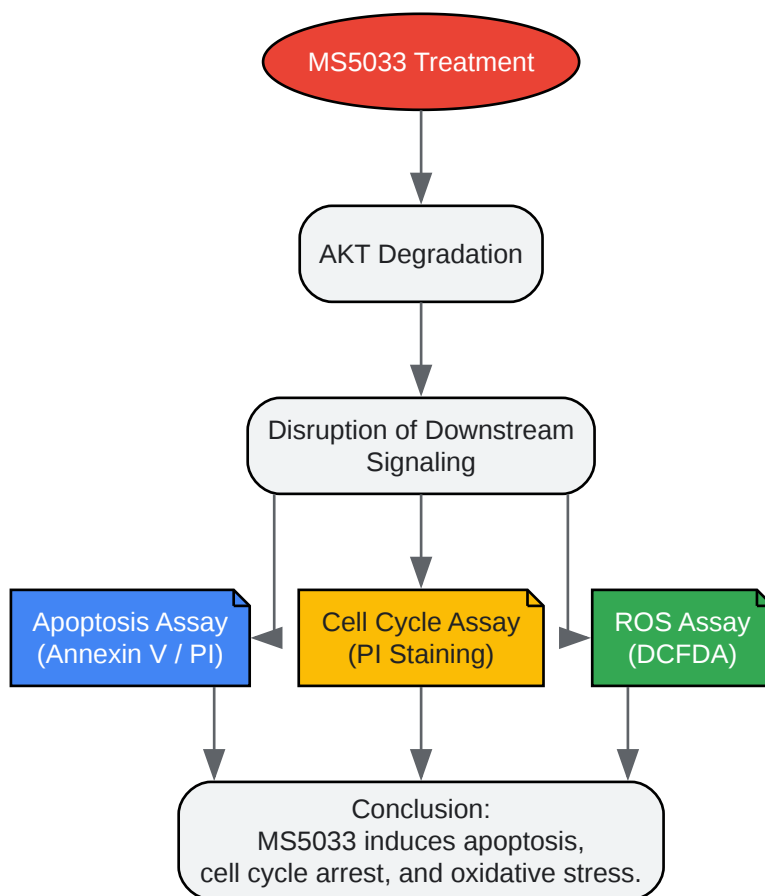 MS5033 Treatment
AKT Degradation
Disruption of Downstream
Signaling
Apoptosis Assay
(Annexin V / PI)
Cell Cycle Assay
(PI Staining)
ROS Assay
(DCFDA)
Conclusion:
MS5033 induces apoptosis,
cell cycle arrest, and oxidative stress.